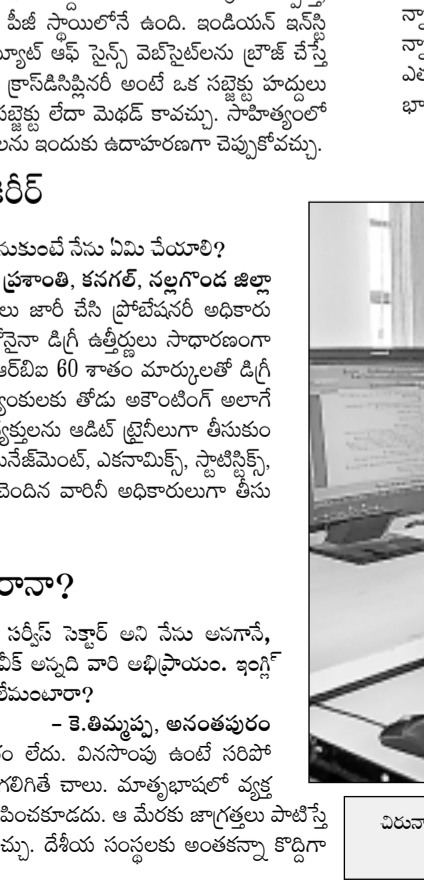 పీజీ స్థాయిలోనే ఉంది. ఇండియన్ ఇన్‌స్టి
ట్యూట్ ఆఫ్ సైన్స్ వెబ్‌సైట్‌లను బ్రౌజ్ చేస్తే
క్రాస్‌డిసిప్లినరీ అంటే ఒక సబ్జెక్టు హద్దులు
సబ్జెక్టు లేదా మెథడ్ కావచ్చు. సాహిత్యంలో
లను ఇందుకు ఉదాహరణగా చెప్పుకోవచ్చు.
కెరీర్
నుకుంటే నేను ఏమి చేయాలి?
ప్రశాంతి, కనగల్, నల్లగొండ జిల్లా
లు జారీ చేసి ప్రోబేషనరీ అధికారు
నైనా డిగ్రీ ఉత్తీర్ణులు సాధారణంగా
ఆర్‌బిఐ 60 శాతం మార్కులతో డిగ్రీ
్యాంకులకు తోడు అకౌంటింగ్ అలాగే
్యక్తులను ఆడిట్ ట్రైనీలుగా తీసుకుం
మేనేజ్‌మెంట్, ఎకనామిక్స్, స్టాటిస్టిక్స్,
చెందిన వారినీ అధికారులుగా తీసు
రానా?
సర్వీస్ సెక్టార్ అని నేను అనగానే,
వీక్ అన్నది వారి అభిప్రాయం. ఇంగ్లిష్
లేమంటారా?
– కె.తిమ్మప్ప, అనంతపురం
ం లేదు. వినసొంపు ఉంటే సరిపో
గలిగితే చాలు. మాతృభాషలో వ్యక్త
పించకూడదు. ఆ మేరకు జాగ్రత్తలు పాటిస్తే
చ్చు. దేశీయ సంస్థలకు అంతకన్నా కొద్దిగా
చిరునా